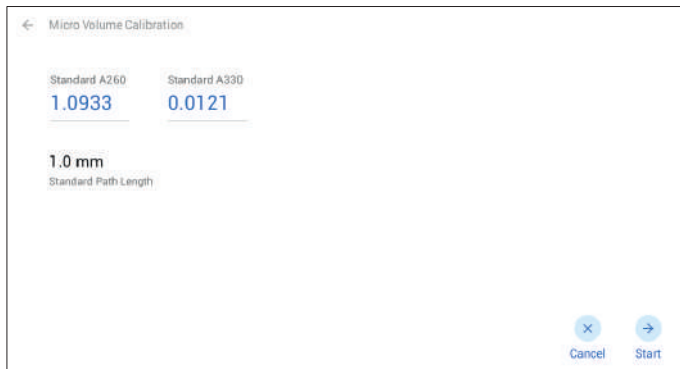 Micro Volume Calibration
Standard A260 Standard A330
1.0933 0.0121
1.0 mm
Standard Path Length
Cancel Start